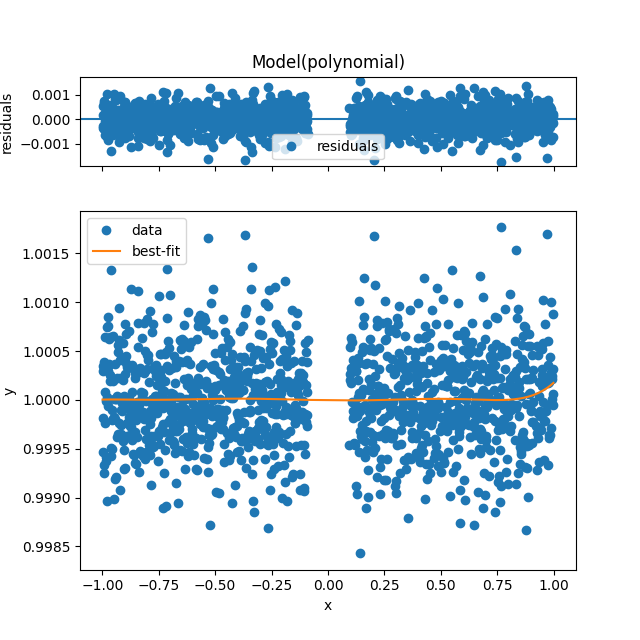 Model(polynomial)
residuals
0.001
0.000
−0.001
residuals
y
1.0015
1.0010
1.0005
1.0000
0.9995
0.9990
0.9985
data
best-fit
−1.00 −0.75 −0.50 −0.25 0.00 0.25 0.50 0.75 1.00
x